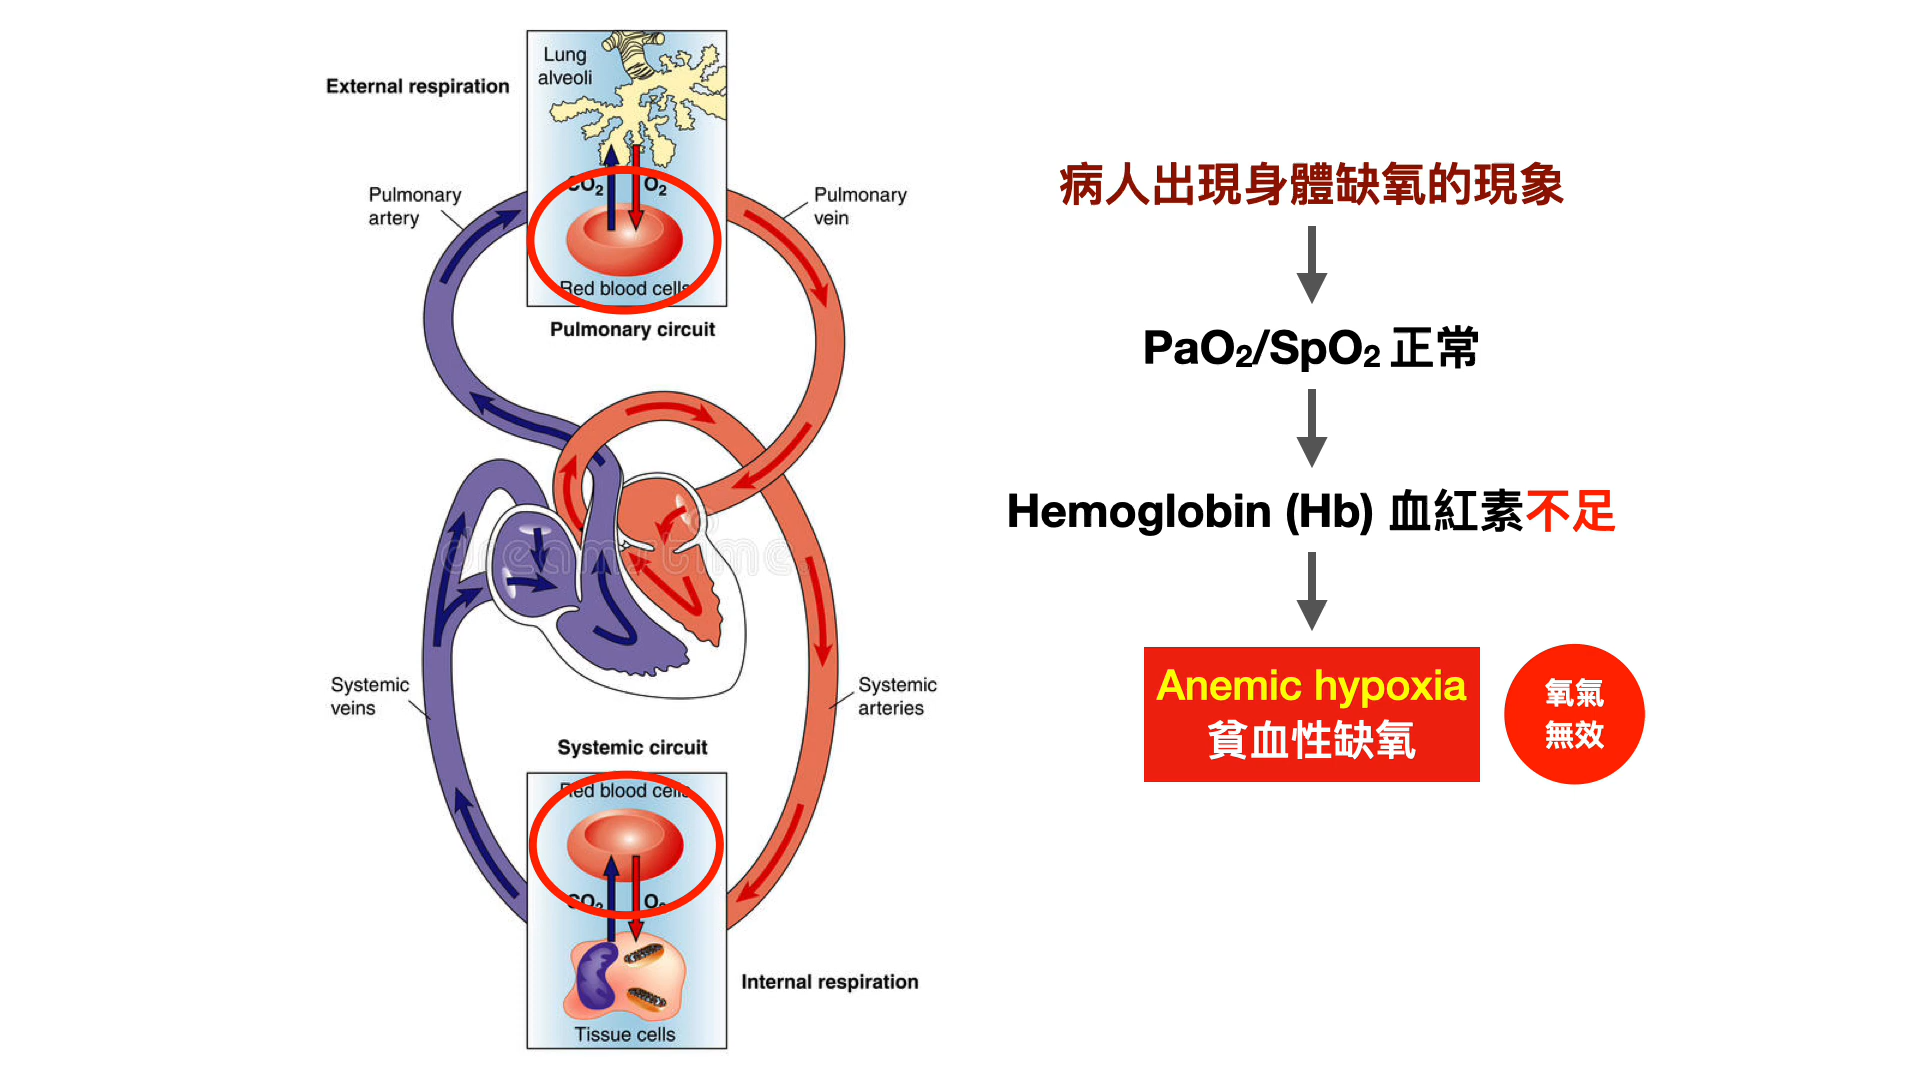 Lung
alveoli
External respiration
CO2
O2
Pulmonary
artery
Pulmonary
vein
Red blood cells
Pulmonary circuit
dreamstime
Systemic
veins
Systemic
arteries
Systemic circuit
Red blood cells
CO2
O2
Internal respiration
Tissue cells
病人出現身體缺氧的現象
PaO2/SpO2 正常
Hemoglobin (Hb) 血紅素不足
Anemic hypoxia
貧血性缺氧
氧氣
無效